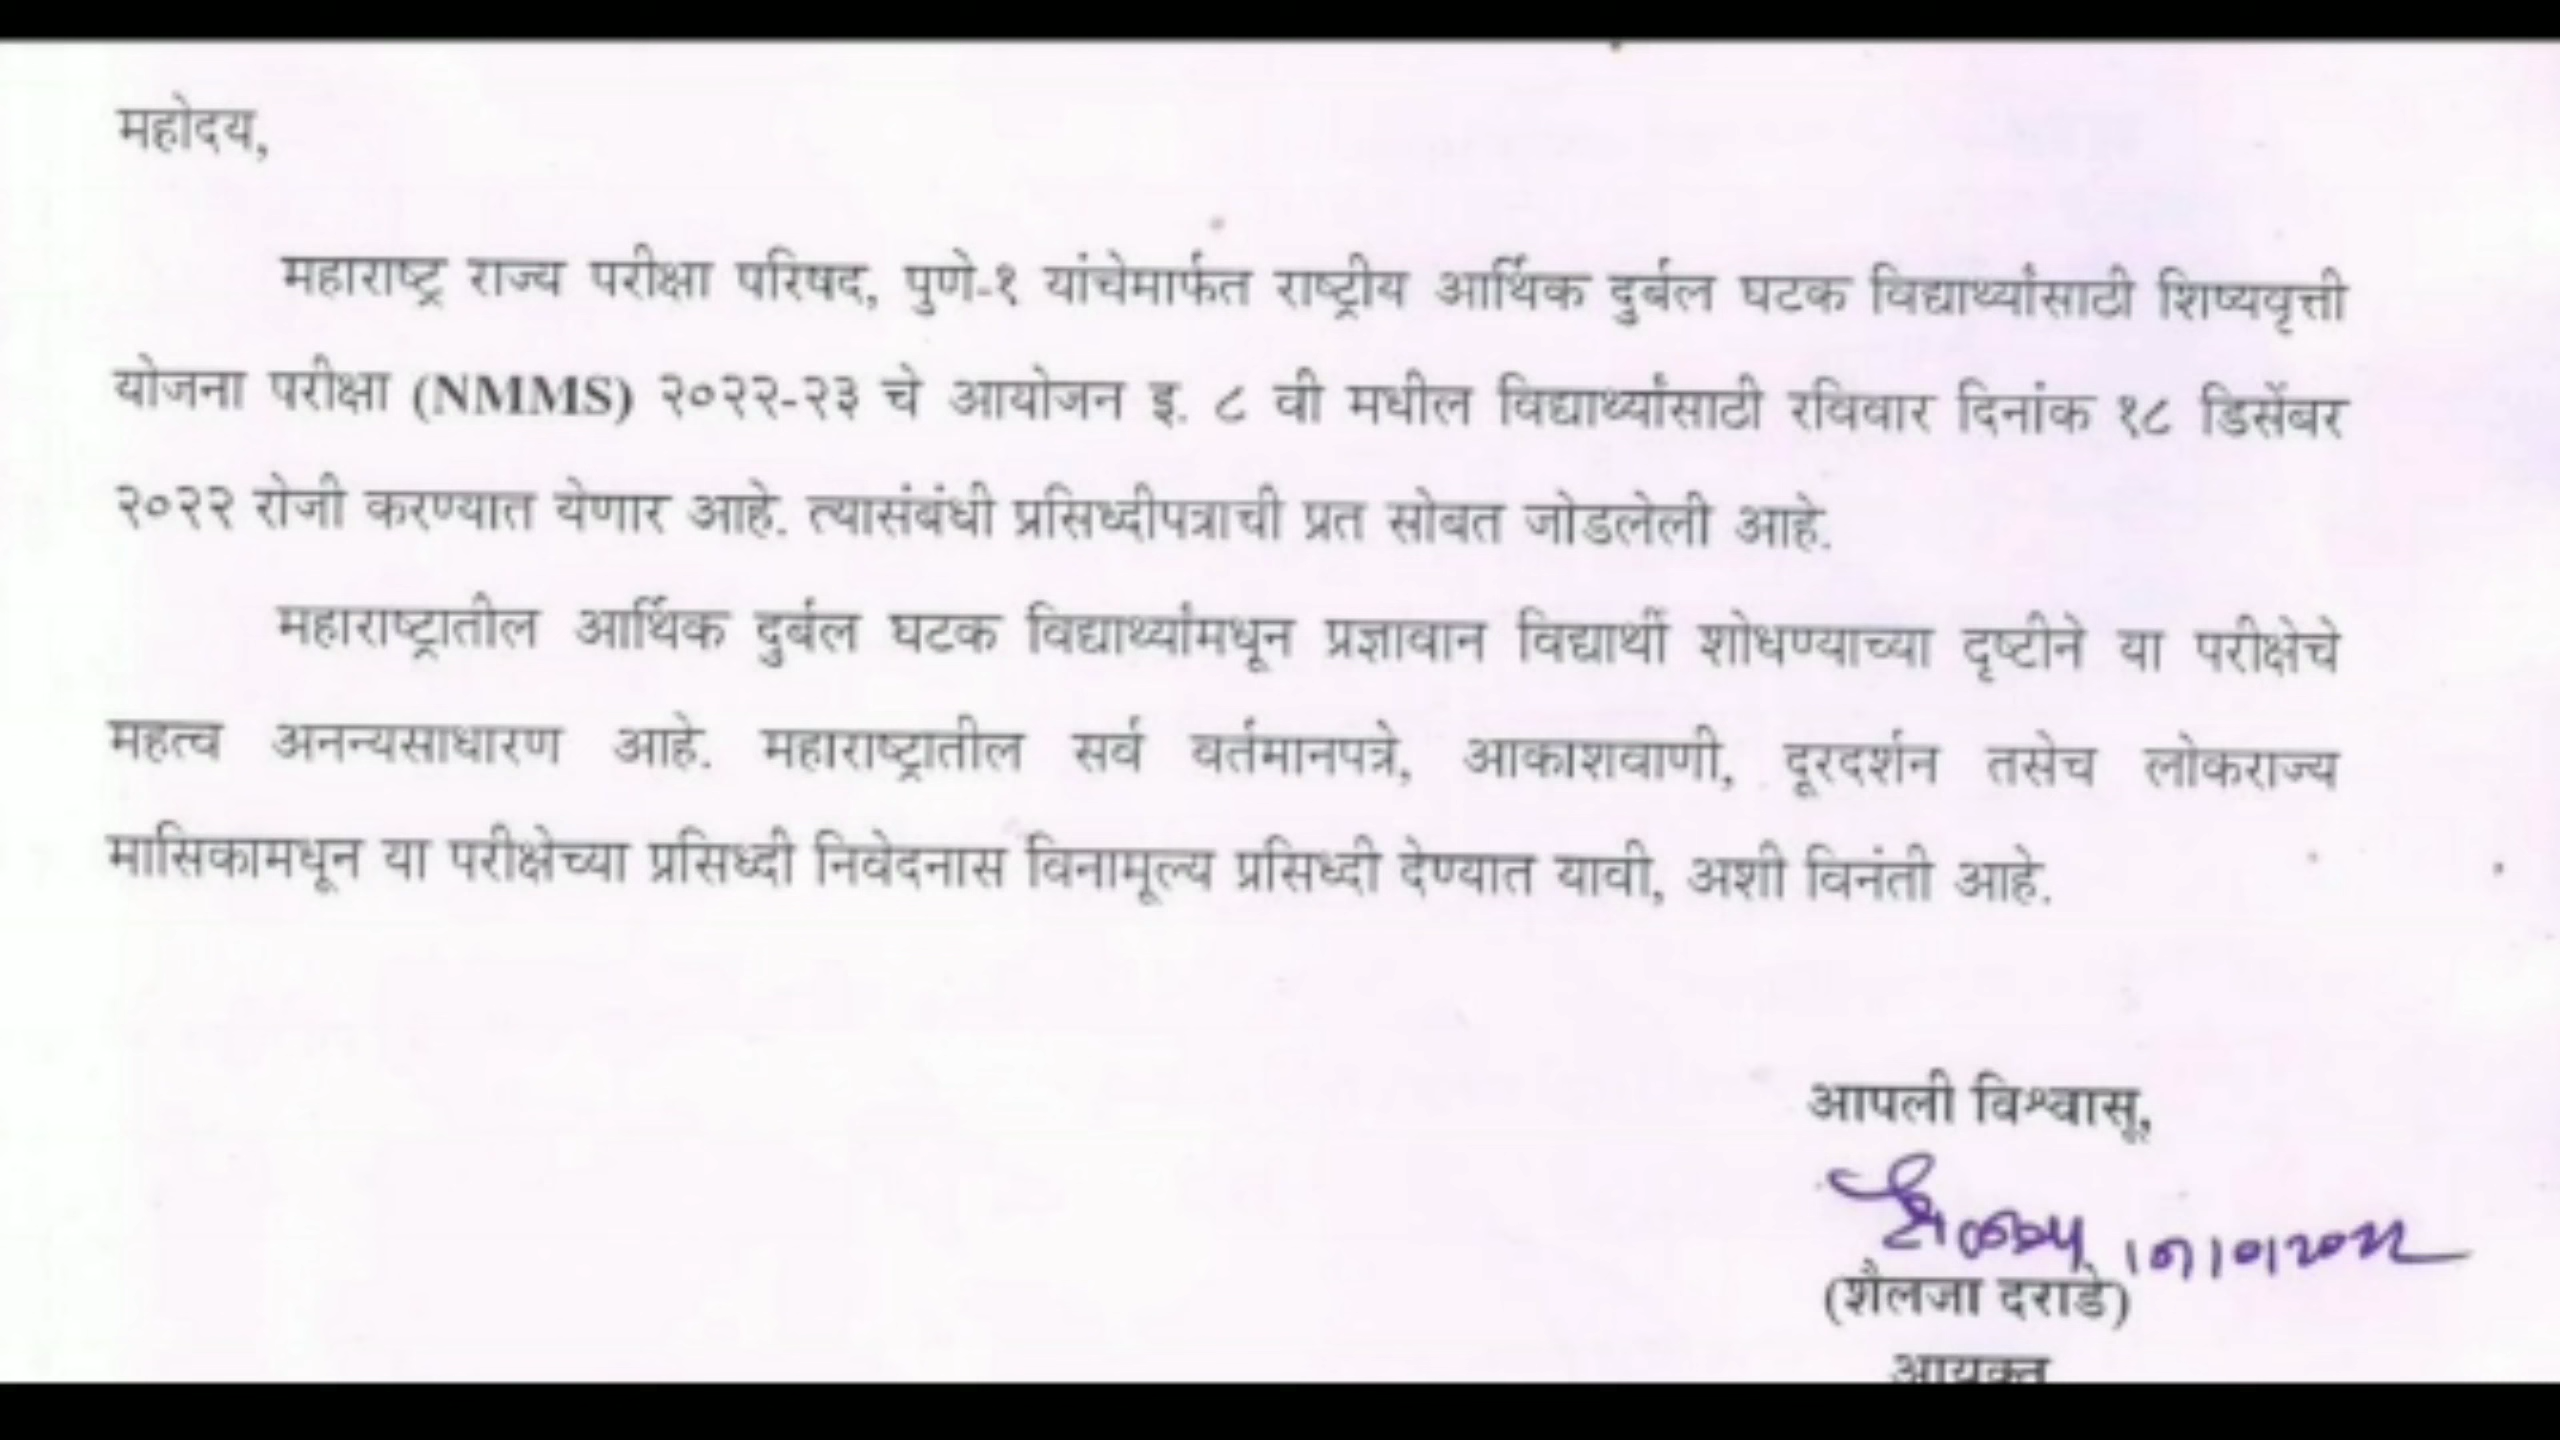 महोदय,
महाराष्ट्र राज्य परीक्षा परिषद, पुणे-१ यांचेमार्फत राष्ट्रीय आर्थिक दुर्बल घटक विद्यार्थ्यांसाठी शिष्यवृत्ती
योजना परीक्षा (NMMS) २०२२-२३ चे आयोजन इ. ८ वी मधील विद्यार्थ्यांसाठी रविवार दिनांक १८ डिसेंबर
२०२२ रोजी करण्यात येणार आहे. त्यासंबंधी प्रसिध्दीपत्राची प्रत सोबत जोडलेली आहे.
महाराष्ट्रातील आर्थिक दुर्बल घटक विद्यार्थ्यांमधून प्रज्ञावान विद्यार्थी शोधण्याच्या दृष्टीने या परीक्षेचे
महत्व अनन्यसाधारण आहे. महाराष्ट्रातील सर्व वर्तमानपत्रे, आकाशवाणी, दूरदर्शन तसेच लोकराज्य
मासिकामधून या परीक्षेच्या प्रसिध्दी निवेदनास विनामूल्य प्रसिध्दी देण्यात यावी, अशी विनंती आहे.
आपली विश्वासू,
(शैलजा दराडे)
आयुक्त